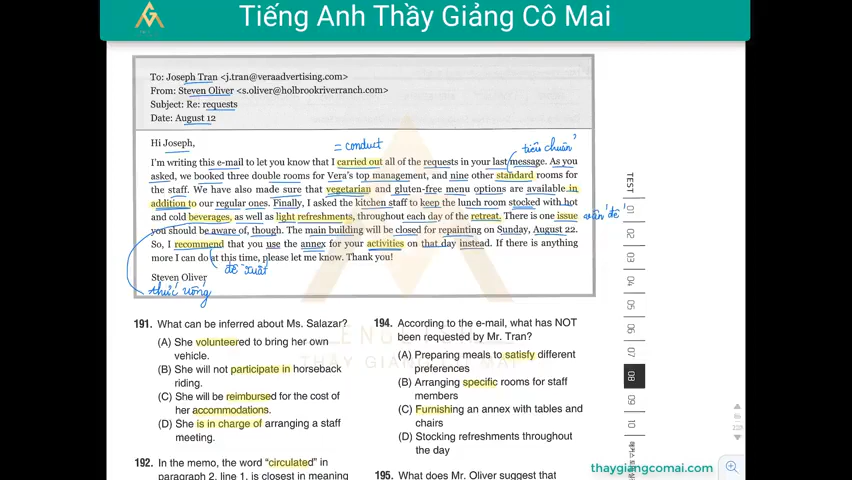 Tiếng Anh Thầy Giảng Cô Mai
To: Joseph Tran <j.tran@veraadvertising.com>
From: Steven Oliver <s.oliver@holbrookriverranch.com>
Subject: Re: requests
Date: August 12
Hi Joseph,
= conduct
tiêu chuẩn
I'm writing this e-mail to let you know that I carried out all of the requests in your last message. As you
asked, we booked three double rooms for Vera's top management, and nine other standard rooms for
the staff. We have also made sure that vegetarian and gluten-free menu options are available in
addition to our regular ones. Finally, I asked the kitchen staff to keep the lunch room stocked with hot
and cold beverages, as well as light refreshments, throughout each day of the retreat. There is one issue
vấn đề
you should be aware of, though. The main building will be closed for repainting on Sunday, August 22.
So, I recommend that you use the annex for your activities on that day instead. If there is anything
more I can do at this time, please let me know. Thank you!
đề xuất
Steven Oliver
thức uống
191. What can be inferred about Ms. Salazar?
(A) She volunteered to bring her own
vehicle.
(B) She will not participate in horseback
riding.
(C) She will be reimbursed for the cost of
her accommodations.
(D) She is in charge of arranging a staff
meeting.
192. In the memo, the word "circulated" in
paragraph 2, line 1, is closest in meaning
194. According to the e-mail, what has NOT
been requested by Mr. Tran?
(A) Preparing meals to satisfy different
preferences
(B) Arranging specific rooms for staff
members
(C) Furnishing an annex with tables and
chairs
(D) Stocking refreshments throughout
the day
195. What does Mr. Oliver suggest that
TEST
01
02
03
04
05
06
07
08
09
10
THẦY GIẢNG CÔ MAI
thaygiangcomai.com